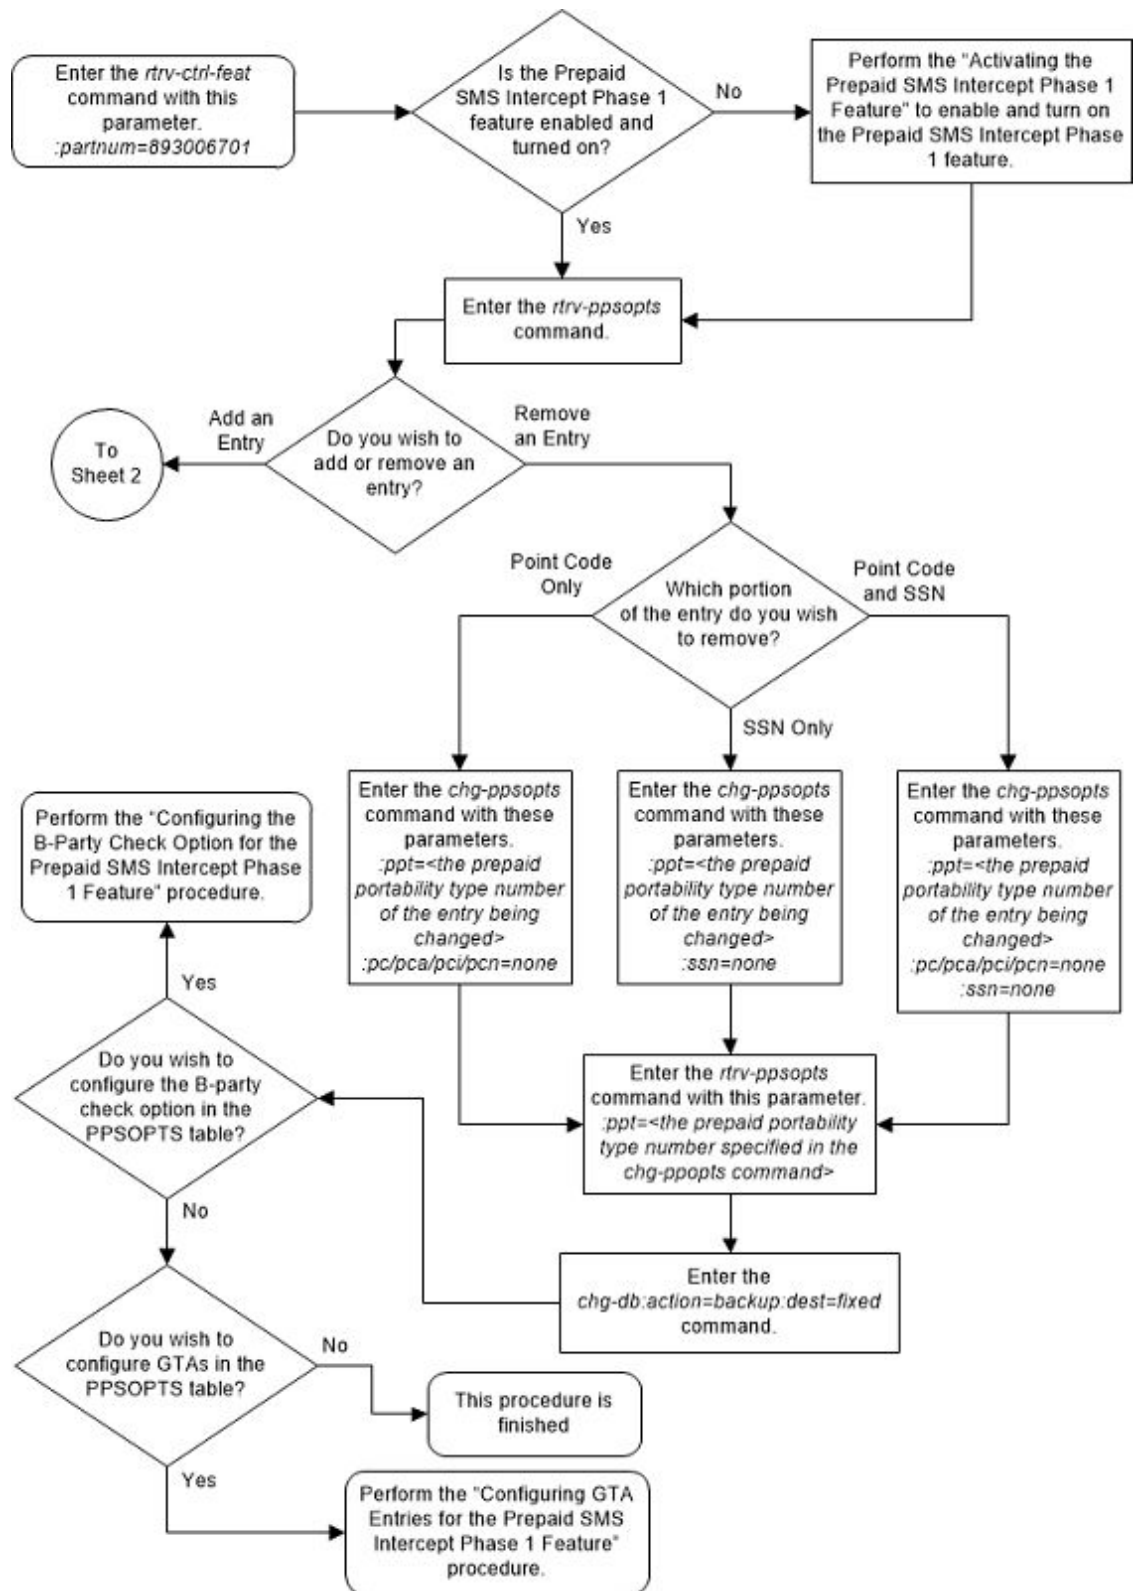 Enter the rtrv-ctrl-feat
command with this
parameter.
:partnum=893006701
Is the Prepaid
SMS Intercept Phase 1
feature enabled and
turned on?
No
Perform the “Activating the
Prepaid SMS Intercept Phase 1
Feature” to enable and turn on
the Prepaid SMS Intercept Phase
1 feature.
Yes
Enter the rtrv-ppsopts
command.
Add an
Entry
Do you wish to
add or remove an
entry?
Remove
an Entry
To
Sheet 2
Point Code
Only
Which portion
of the entry do you wish
to remove?
Point Code
and SSN
SSN Only
Enter the chg-ppsopts
command with these
parameters.
:ppt=<the prepaid
portability type number
of the entry being
changed>
:pc/pca/pci/pcn=none
Enter the chg-ppsopts
command with these
parameters.
:ppt=<the prepaid
portability type number
of the entry being
changed>
:ssn=none
Enter the chg-ppsopts
command with these
parameters.
:ppt=<the prepaid
portability type number
of the entry being
changed>
:pc/pca/pci/pcn=none
:ssn=none
Perform the “Configuring the
B-Party Check Option for the
Prepaid SMS Intercept Phase
1 Feature” procedure.
Yes
Do you wish to
configure the B-party
check option in the
PPSOPTS table?
No
Enter the rtrv-ppsopts
command with this parameter.
:ppt=<the prepaid portability
type number specified in the
chg-ppopts command>
Enter the
chg-db:action=backup:dest=fixed
command.
Do you wish to
configure GTAs in the
PPSOPTS table?
No
This procedure is
finished
Yes
Perform the “Configuring GTA
Entries for the Prepaid SMS
Intercept Phase 1 Feature”
procedure.